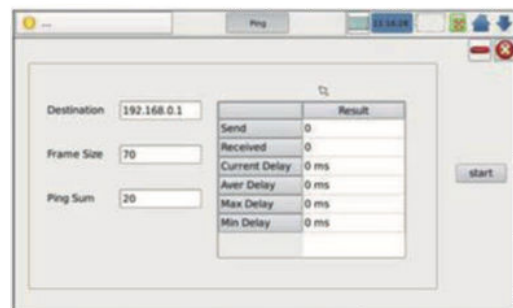 ...
Ping
Destination
192.168.0.1
Frame Size
70
Ping Sum
20
Result
Send 0
Received 0
Current Delay 0 ms
Aver Delay 0 ms
Max Delay 0 ms
Min Delay 0 ms
start